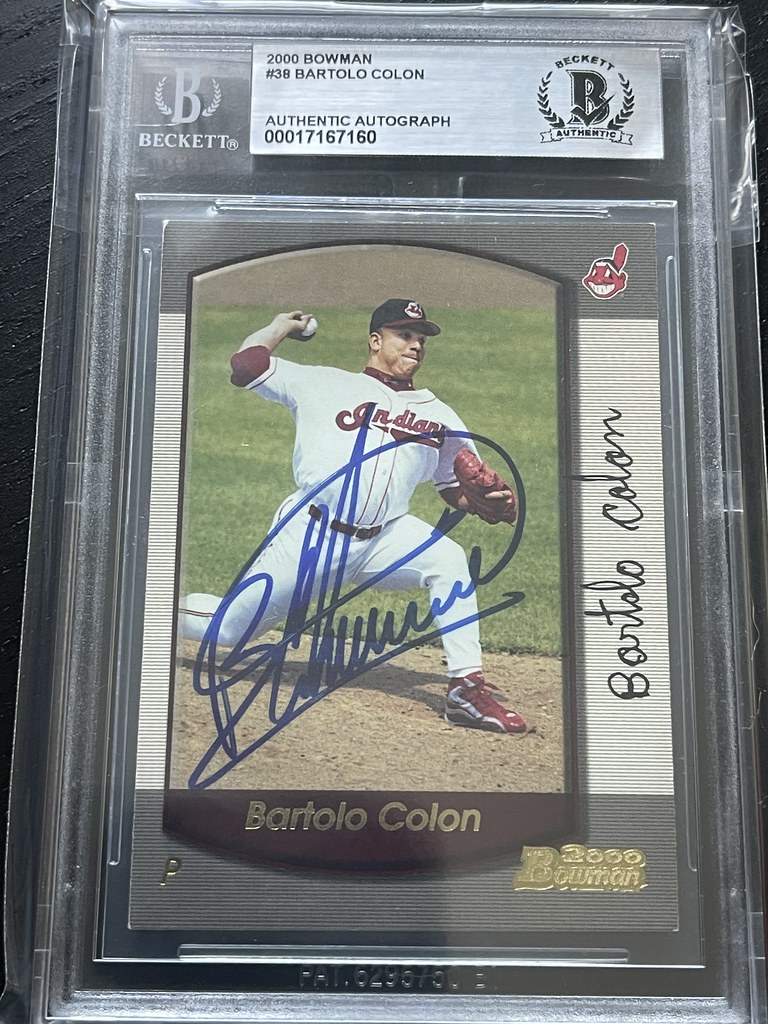 2000 BOWMAN
#38 BARTOLO COLON
AUTHENTIC AUTOGRAPH
00017167160
B
BECKETT®
BECKETT
B
AUTHENTIC
Indians
Bartolo Colon
Bartolo Colon
P
2000
Bowman